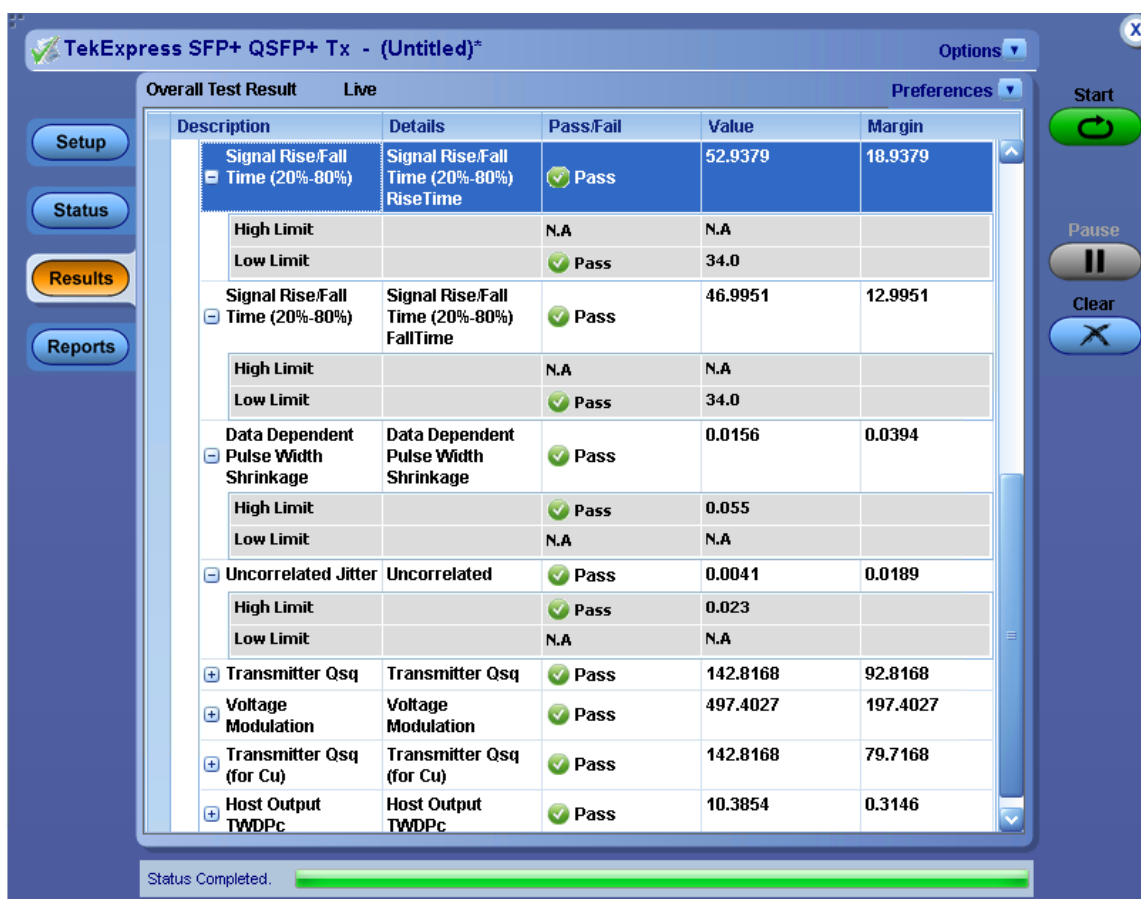 TekExpress SFP+ QSFP+ Tx - (Untitled)*
Options
X
Overall Test Result Live
Preferences
Start
Setup
Status
Results
Reports
Pause
Clear
Description Details Pass/Fail Value Margin
Signal Rise/Fall Time (20%-80%) Signal Rise/Fall Time (20%-80%) RiseTime Pass 52.9379 18.9379
High Limit N.A N.A
Low Limit Pass 34.0
Signal Rise/Fall Time (20%-80%) Signal Rise/Fall Time (20%-80%) FallTime Pass 46.9951 12.9951
High Limit N.A N.A
Low Limit Pass 34.0
Data Dependent Pulse Width Shrinkage Data Dependent Pulse Width Shrinkage Pass 0.0156 0.0394
High Limit Pass 0.055
Low Limit N.A N.A
Uncorrelated Jitter Uncorrelated Pass 0.0041 0.0189
High Limit Pass 0.023
Low Limit N.A N.A
Transmitter Qsq Transmitter Qsq Pass 142.8168 92.8168
Voltage Modulation Voltage Modulation Pass 497.4027 197.4027
Transmitter Qsq (for Cu) Transmitter Qsq (for Cu) Pass 142.8168 79.7168
Host Output TWDPc Host Output TWDPc Pass 10.3854 0.3146
Status Completed.